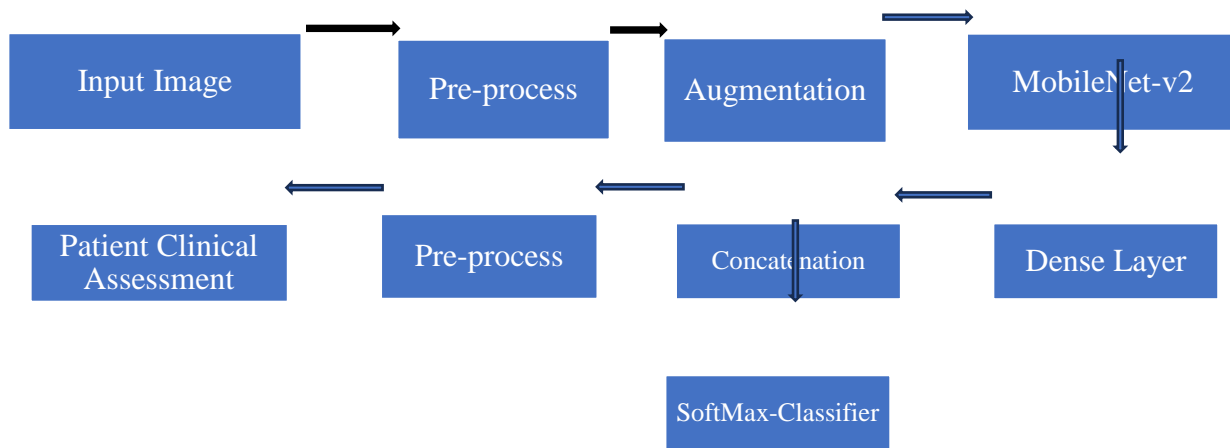 Input Image
Pre-process
Augmentation
MobileNet-v2
Patient Clinical
Assessment
Pre-process
Concatenation
Dense Layer
SoftMax-Classifier